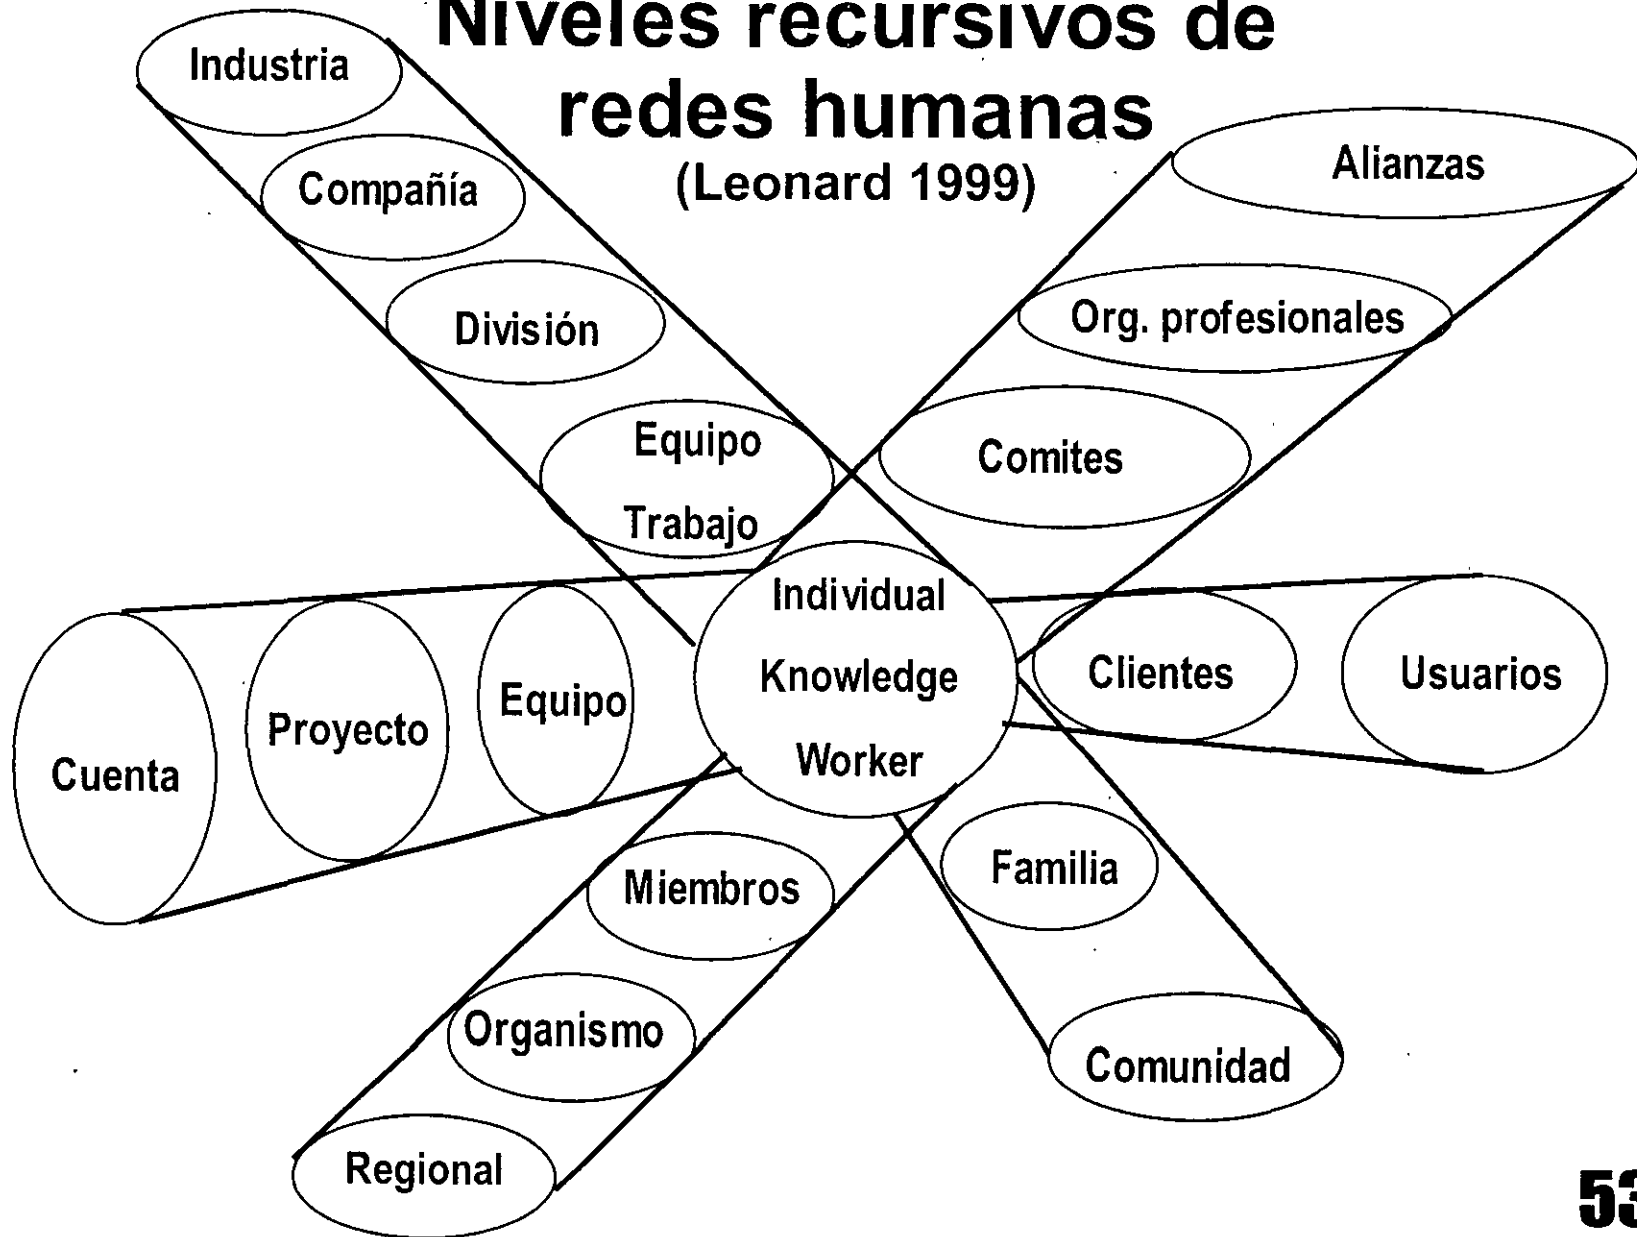 Niveles recursivos de
redes humanas
(Leonard 1999)
Industria
Compañía
División
Equipo
Trabajo
Alianzas
Org. profesionales
Comites
Individual
Knowledge
Worker
Cuenta
Proyecto
Equipo
Clientes
Usuarios
Miembros
Organismo
Regional
Familia
Comunidad
53